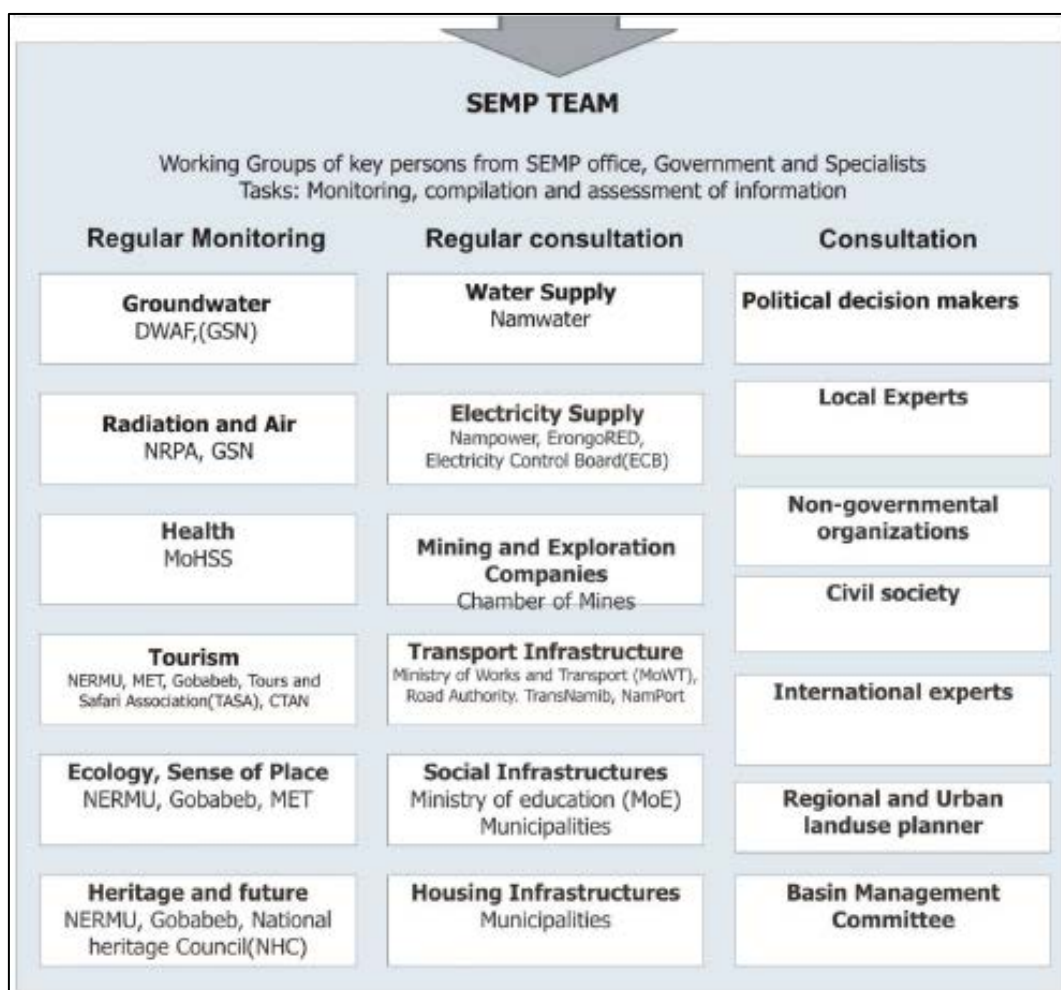 SEMP TEAM
Working Groups of key persons from SEMP office, Government and Specialists
Tasks: Monitoring, compilation and assessment of information
Regular Monitoring
Groundwater
DWAF,(GSN)
Radiation and Air
NRPA, GSN
Health
MoHSS
Tourism
NERMU, MET, Gobabeb, Tours and
Safari Association(TASA), CTAN
Ecology, Sense of Place
NERMU, Gobabeb, MET
Heritage and future
NERMU, Gobabeb, National
heritage Council(NHC)
Regular consultation
Water Supply
Namwater
Electricity Supply
Nampower, ErongoRED,
Electricity Control Board(ECB)
Mining and Exploration
Companies
Chamber of Mines
Transport Infrastructure
Ministry of Works and Transport (MoWT),
Road Authority. TransNamib, NamPort
Social Infrastructures
Ministry of education (MoE)
Municipalities
Housing Infrastructures
Municipalities
Consultation
Political decision makers
Local Experts
Non-governmental
organizations
Civil society
International experts
Regional and Urban
landuse planner
Basin Management
Committee